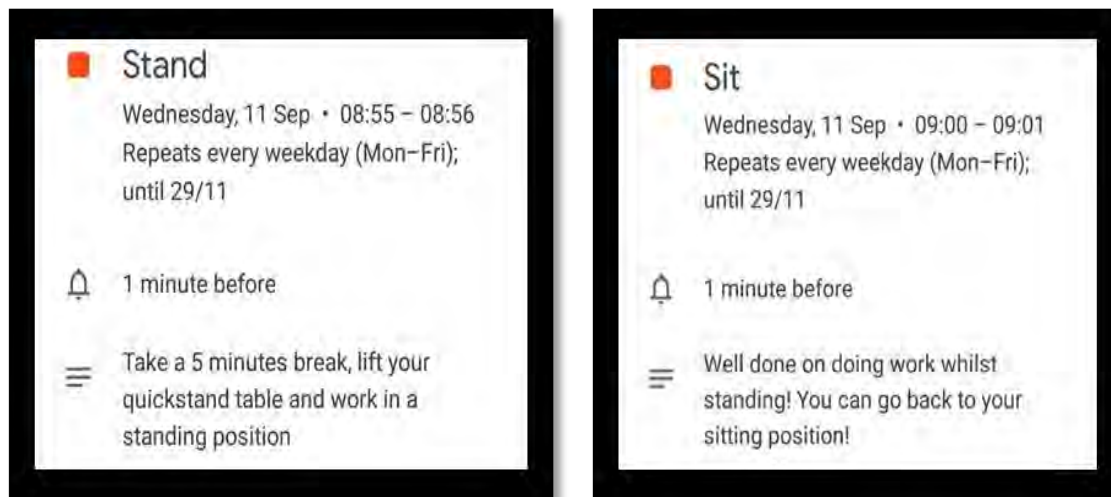 Stand
Wednesday, 11 Sep • 08:55 – 08:56
Repeats every weekday (Mon–Fri);
until 29/11
1 minute before
Take a 5 minutes break, lift your
quickstand table and work in a
standing position
Sit
Wednesday, 11 Sep • 09:00 – 09:01
Repeats every weekday (Mon–Fri);
until 29/11
1 minute before
Well done on doing work whilst
standing! You can go back to your
sitting position!